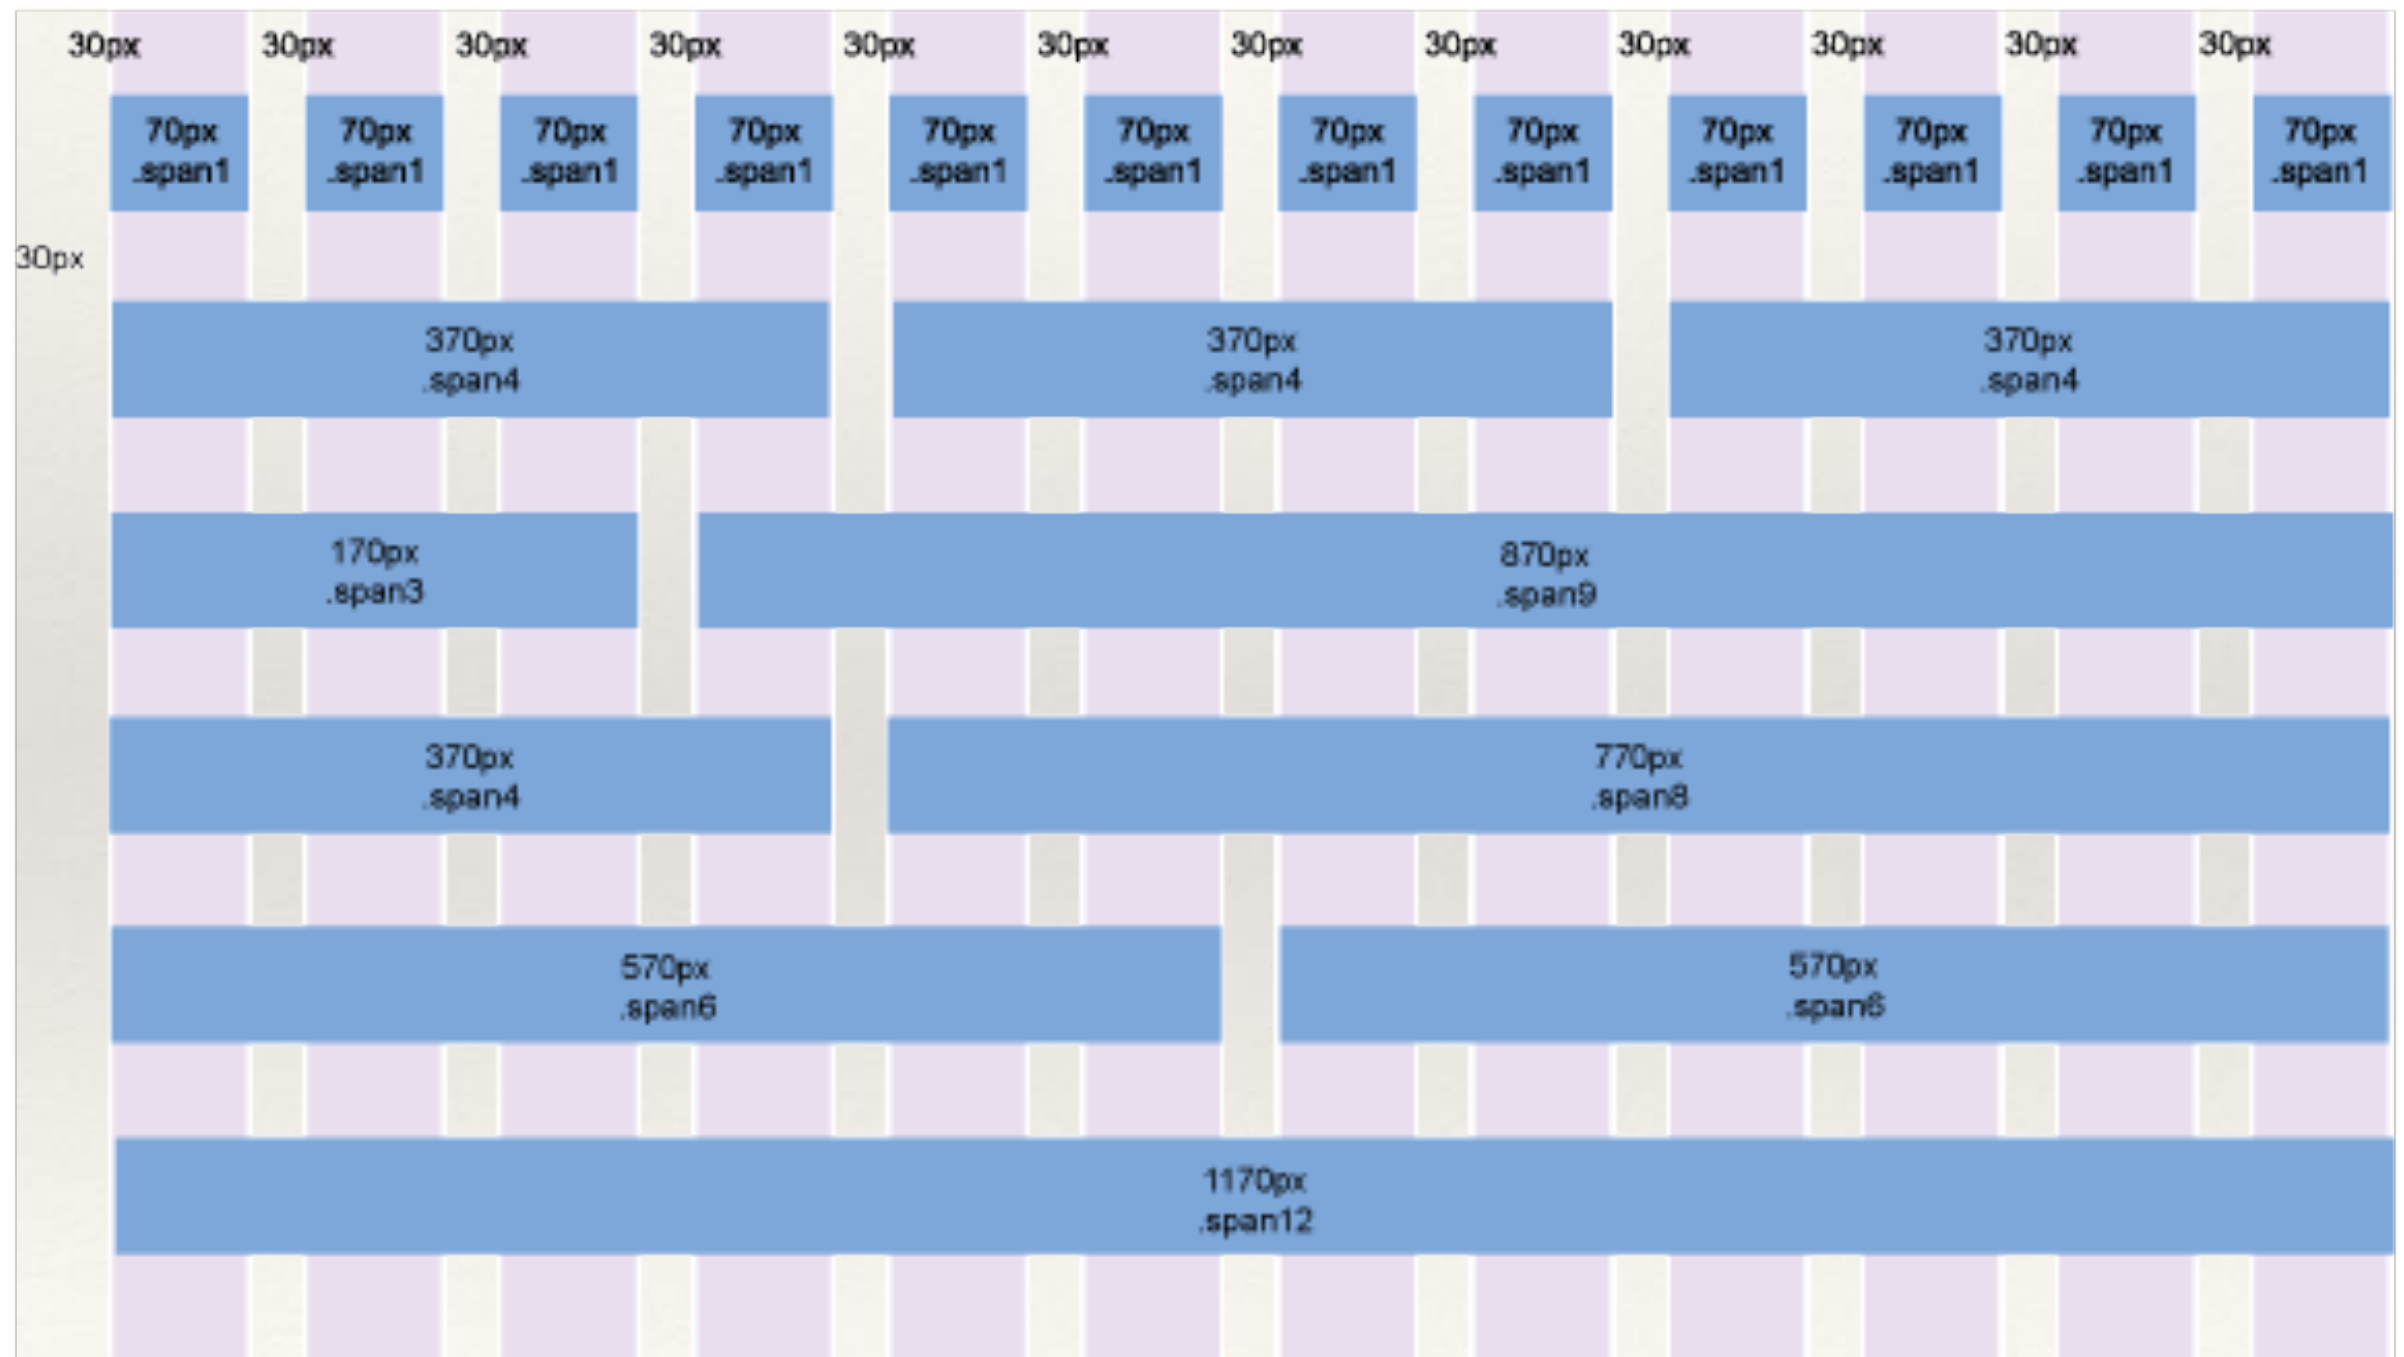 30px 30px 30px 30px 30px 30px 30px 30px 30px 30px 30px 30px
70px 70px 70px 70px 70px 70px 70px 70px 70px 70px 70px 70px
.span1 .span1 .span1 .span1 .span1 .span1 .span1 .span1 .span1 .span1 .span1 .span1
30px
370px 370px 370px
.span4 .span4 .span4
170px 870px
.span3 .span9
370px 770px
.span4 .span8
570px 570px
.span6 .span6
1170px
.span12